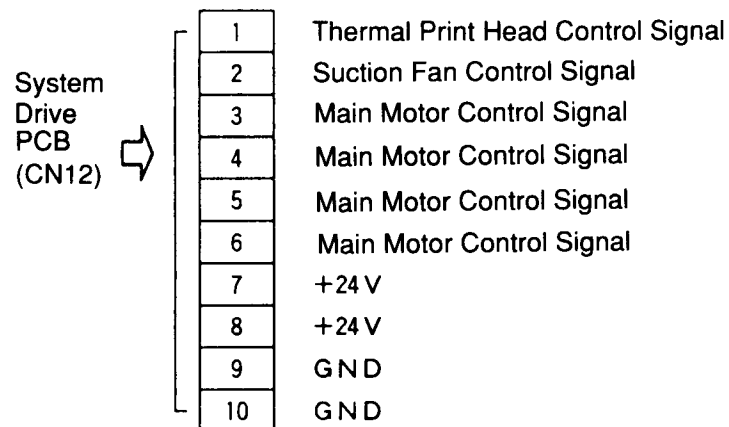 System
Drive
PCB
(CN12)
1 Thermal Print Head Control Signal
2 Suction Fan Control Signal
3 Main Motor Control Signal
4 Main Motor Control Signal
5 Main Motor Control Signal
6 Main Motor Control Signal
7 +24 V
8 +24 V
9 GND
10 GND